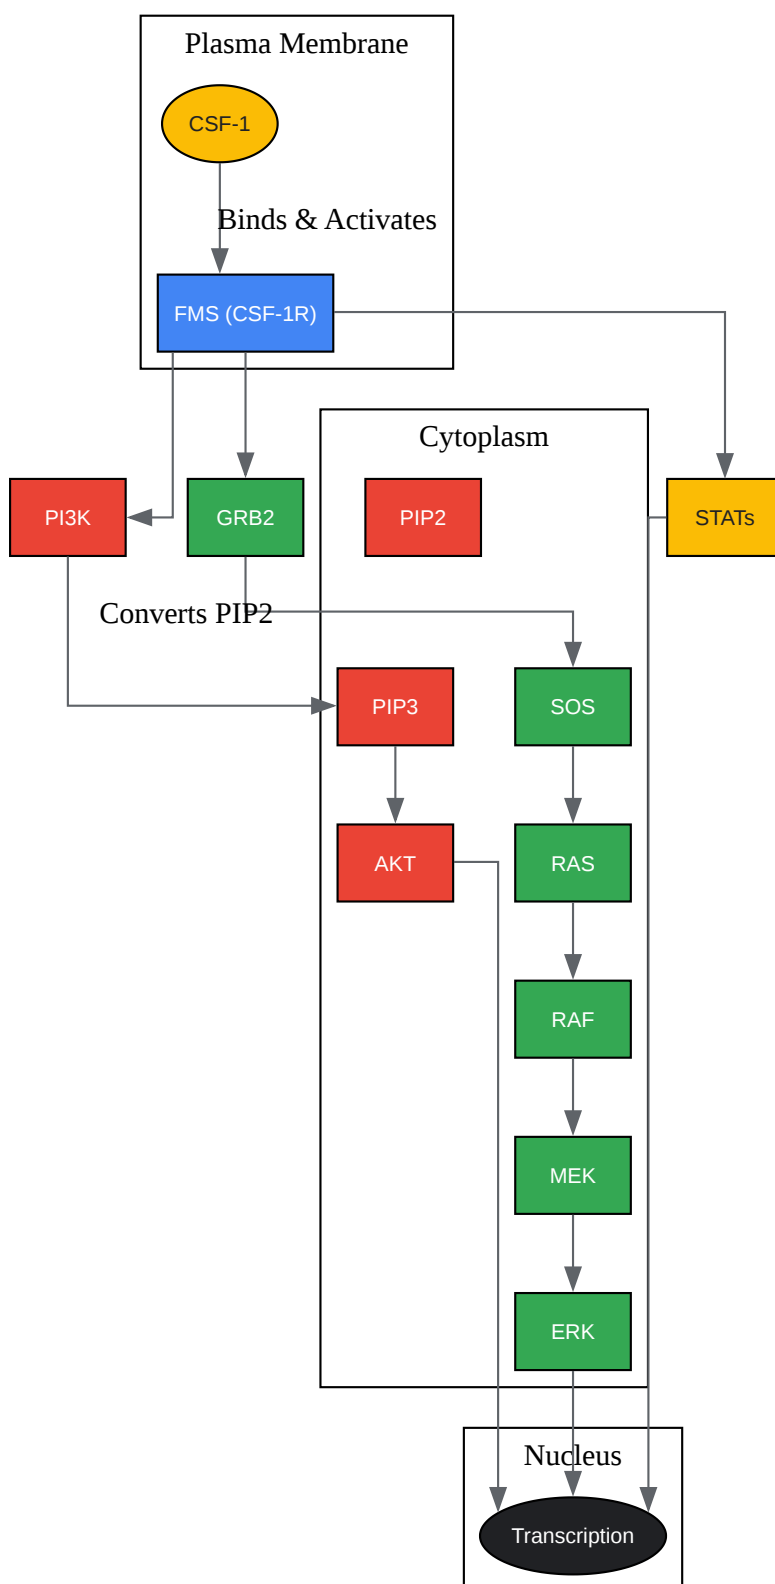 Plasma Membrane
CSF-1
Binds & Activates
FMS (CSF-1R)
Cytoplasm
PI3K
GRB2
PIP2
STATs
Converts PIP2
PIP3
SOS
AKT
RAS
RAF
MEK
ERK
Nucleus
Transcription